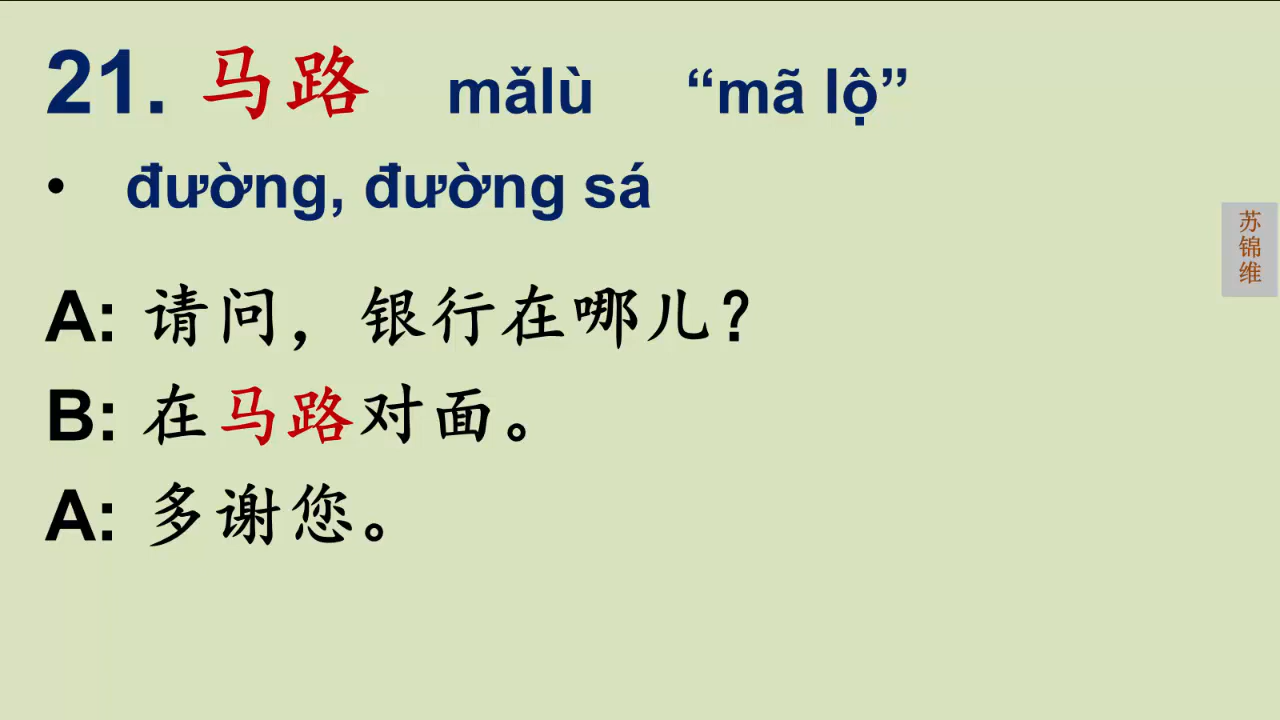 21. 马路 mǎlù “mã lộ”
• đường, đường sá
苏锦维
A: 请问，银行在哪儿？
B: 在马路对面。
A: 多谢您。